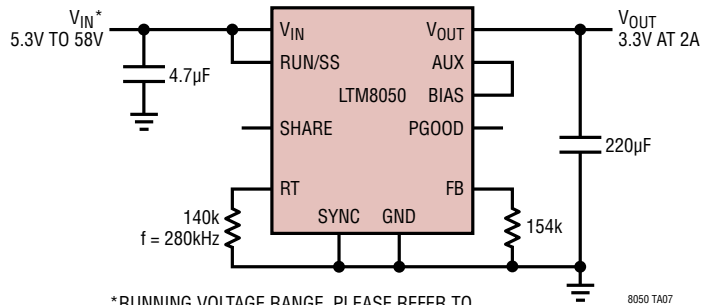 VIN*
5.3V TO 58V
VOUT
3.3V AT 2A
VIN
VOUT
RUN/SS
AUX
4.7µF
LTM8050
BIAS
SHARE
PGOOD
220µF
RT
FB
140k
f = 280kHz
SYNC
GND
154k
*RUNNING VOLTAGE RANGE. PLEASE REFER TO
8050 TA07